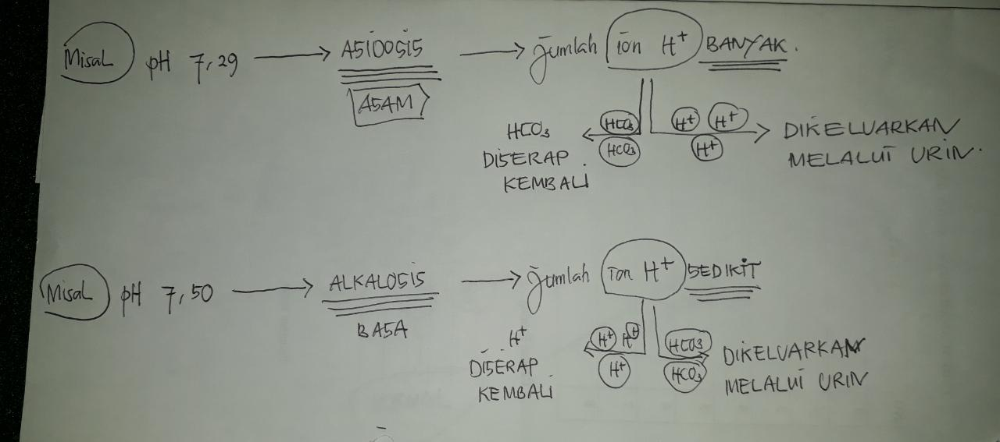 Misal pH 7,29 → ASIDOSIS → Jumlah ion H+ BANYAK.
ASAM
HCO3 HCO3
HCO3
DISERAP
KEMBALI
H+ H+ H+
DIKELUARKAN
MELALUI URIN.
Misal pH 7,50 → ALKALOSIS → Jumlah Ion H+ SEDIKIT
BASA
H+
DISERAP
KEMBALI
H+ H+ H+
HCO3 HCO3
DIKELUARKAN
MELALUI URIN